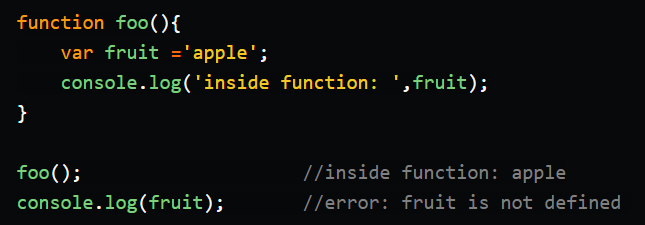 function foo(){
    var fruit ='apple';
    console.log('inside function: ',fruit);
}
foo();                    //inside function: apple
console.log(fruit);       //error: fruit is not defined